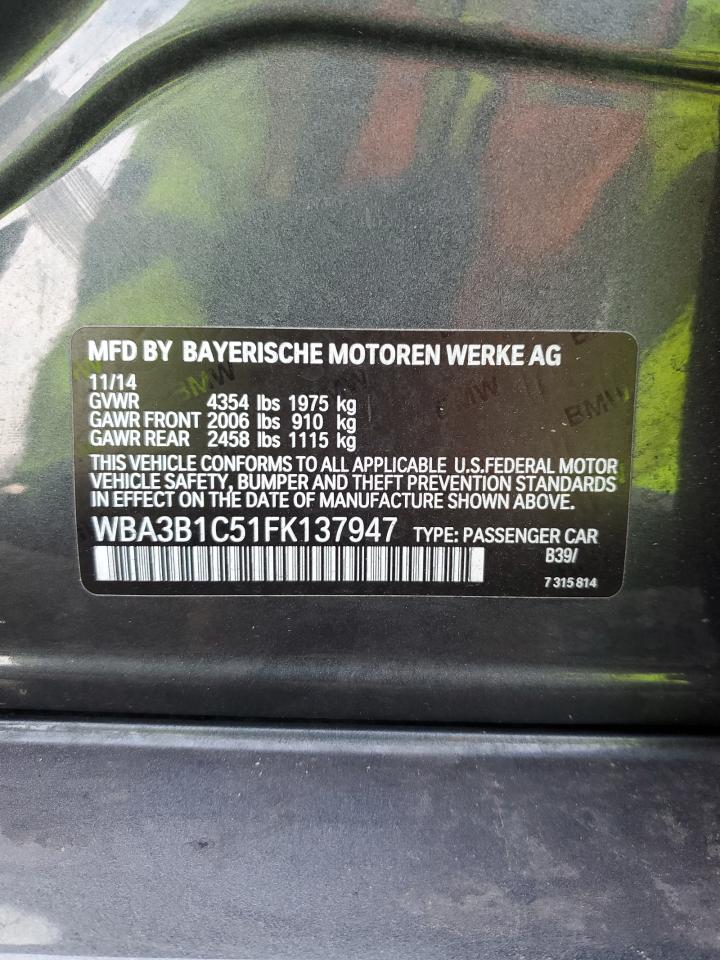 MFD BY BAYERISCHE MOTOREN WERKE AG
11/14
GVWR 4354 lbs 1975 kg
GAWR FRONT 2006 lbs 910 kg
GAWR REAR 2458 lbs 1115 kg
THIS VEHICLE CONFORMS TO ALL APPLICABLE U.S.FEDERAL MOTOR
VEHICLE SAFETY, BUMPER AND THEFT PREVENTION STANDARDS
IN EFFECT ON THE DATE OF MANUFACTURE SHOWN ABOVE.
WBA3B1C51FK137947 TYPE: PASSENGER CAR
B39/
7 315 814
BMW
BMW
BMW